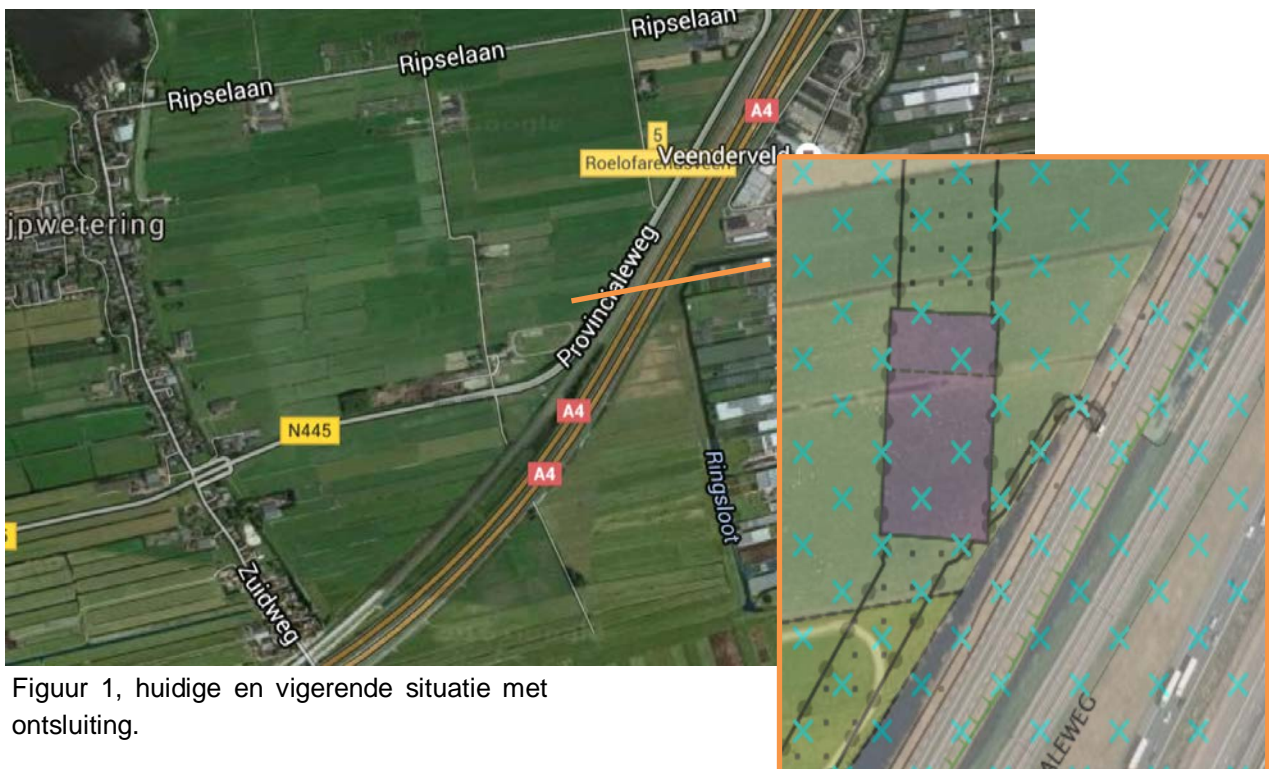 Ripselaan
Ripselaan
Ripselaan
A4
5
Roelofarendsveen
Veenderveld
jpwetering
Provincialeweg
A4
N445
A4
Ringsloot
Zuidweg
ALEWEG
Figuur 1, huidige en vigerende situatie met
ontsluiting.